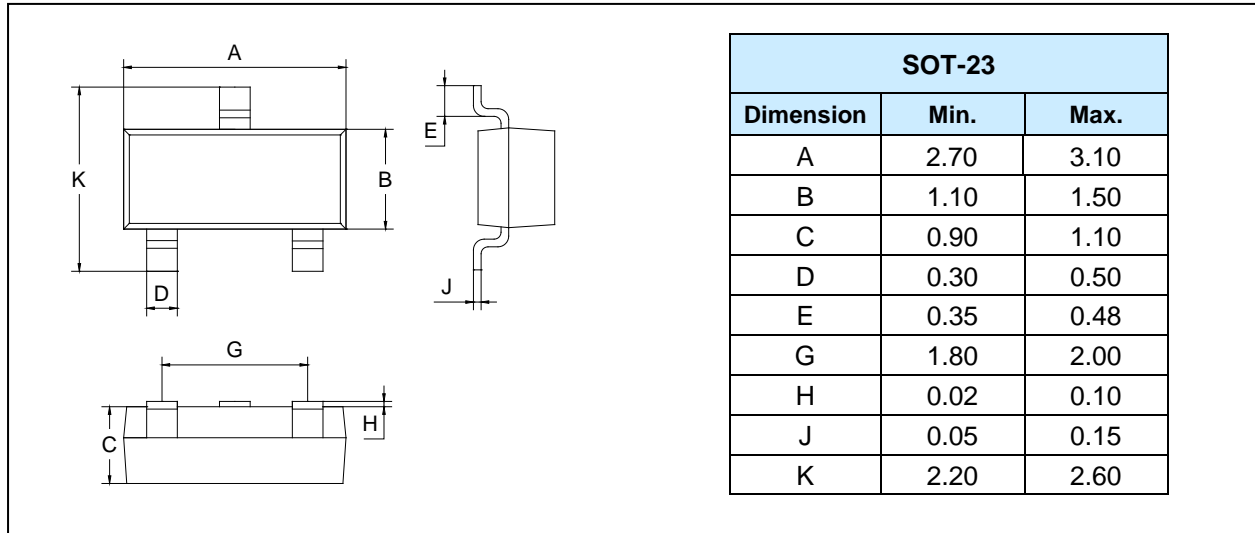 A
K
B
D
E
J
G
C
H
SOT-23
Dimension Min. Max.
A 2.70 3.10
B 1.10 1.50
C 0.90 1.10
D 0.30 0.50
E 0.35 0.48
G 1.80 2.00
H 0.02 0.10
J 0.05 0.15
K 2.20 2.60